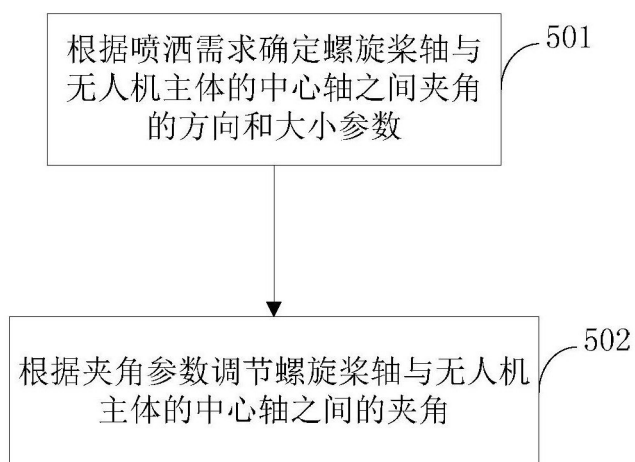 根据喷洒需求确定螺旋桨轴与
无人机主体的中心轴之间夹角
的方向和大小参数
501
根据夹角参数调节螺旋桨轴与无人机
主体的中心轴之间的夹角
502